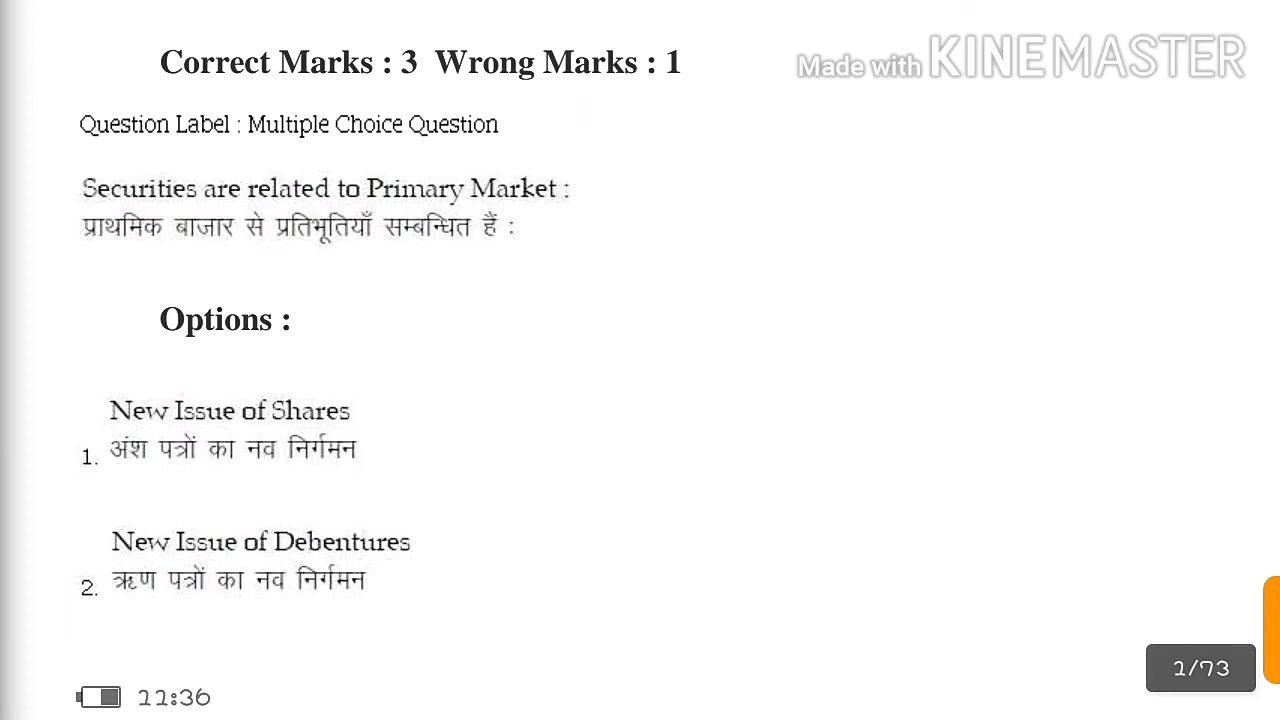 Correct Marks : 3 Wrong Marks : 1
Made with KINEMASTER
Question Label : Multiple Choice Question
Securities are related to Primary Market :
प्राथमिक बाजार से प्रतिभूतियाँ सम्बन्धित हैं :
Options :
New Issue of Shares
1. अंश पत्रों का नव निर्गमन
New Issue of Debentures
2. ऋण पत्रों का नव निर्गमन
1/73
11:36